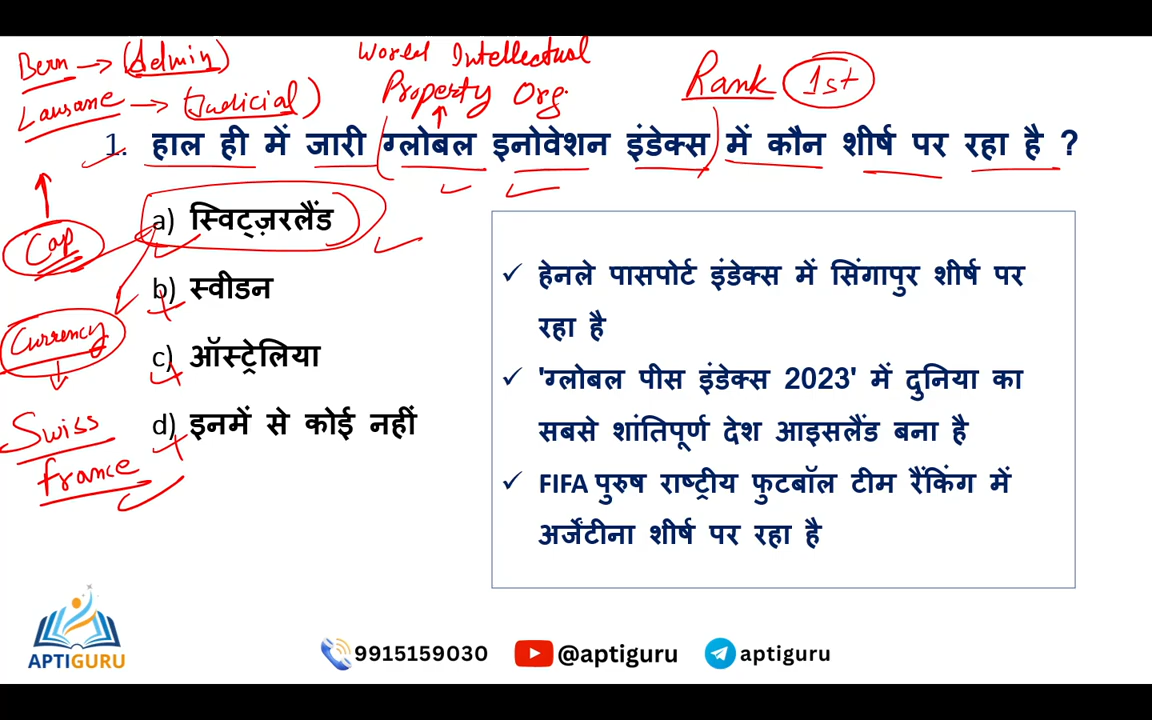 Bern → (Admin)
Lausane → (Judicial)
World Intellectual
Property Org.
Rank 1st
1. हाल ही में जारी ग्लोबल इनोवेशन इंडेक्स में कौन शीर्ष पर रहा है ?
Cap
Currency
Swiss
france
a) स्विट्ज़रलैंड
b) स्वीडन
c) ऑस्ट्रेलिया
d) इनमें से कोई नहीं
✓ हेनले पासपोर्ट इंडेक्स में सिंगापुर शीर्ष पर
रहा है
✓ 'ग्लोबल पीस इंडेक्स 2023' में दुनिया का
सबसे शांतिपूर्ण देश आइसलैंड बना है
✓ FIFA पुरुष राष्ट्रीय फुटबॉल टीम रैंकिंग में
अर्जेंटीना शीर्ष पर रहा है
APTIGURU
9915159030 @aptiguru aptiguru